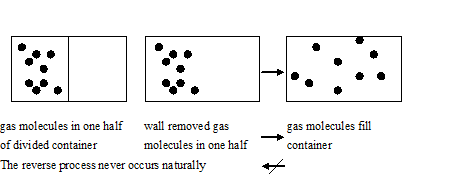 gas molecules in one half wall removed gas gas molecules fill
of divided container molecules in one half container
The reverse process never occurs naturally